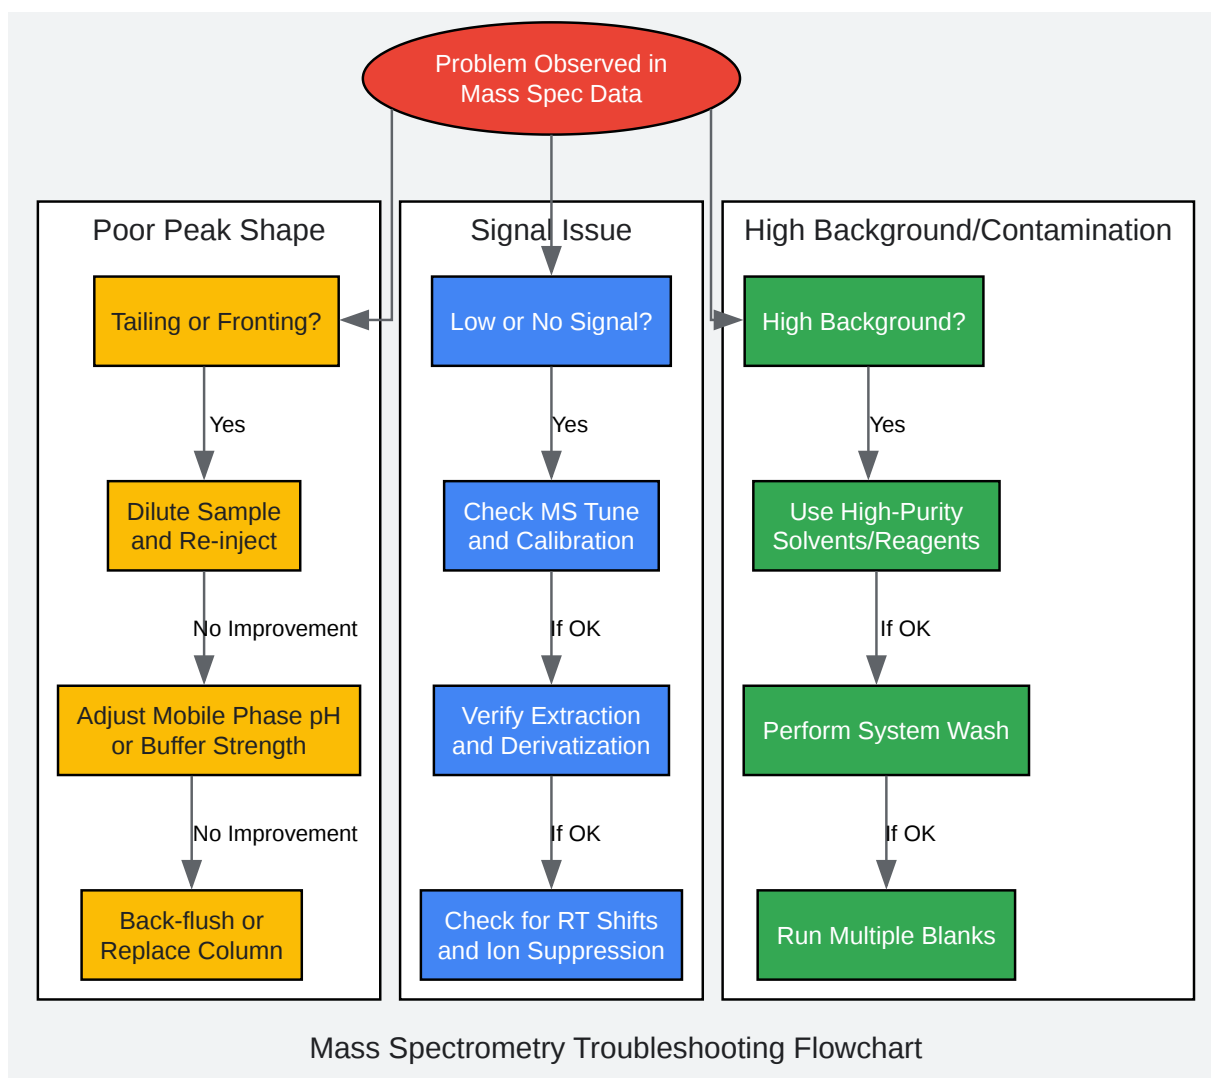 Problem Observed in
Mass Spec Data
Poor Peak Shape
Tailing or Fronting?
Yes
Dilute Sample
and Re-inject
No Improvement
Adjust Mobile Phase pH
or Buffer Strength
No Improvement
Back-flush or
Replace Column
Signal Issue
Low or No Signal?
Yes
Check MS Tune
and Calibration
If OK
Verify Extraction
and Derivatization
If OK
Check for RT Shifts
and Ion Suppression
High Background/Contamination
High Background?
Yes
Use High-Purity
Solvents/Reagents
If OK
Perform System Wash
If OK
Run Multiple Blanks
Mass Spectrometry Troubleshooting Flowchart